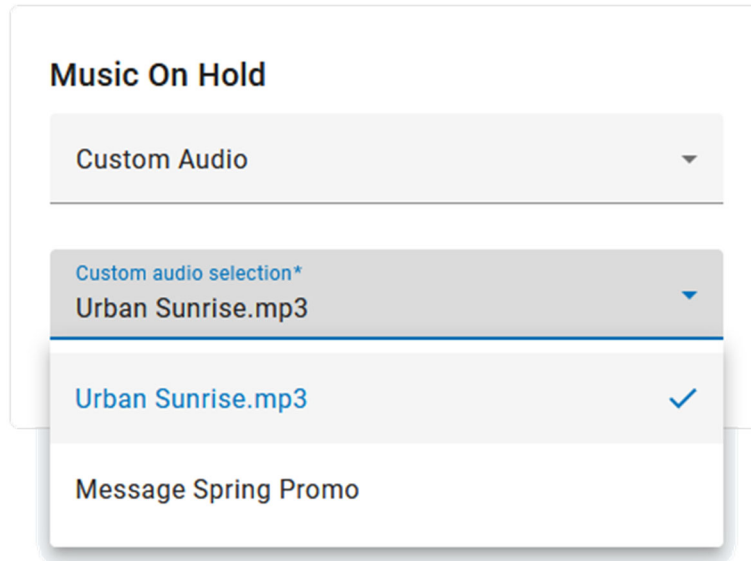 Music On Hold
Custom Audio
Custom audio selection*
Urban Sunrise.mp3
Urban Sunrise.mp3
Message Spring Promo